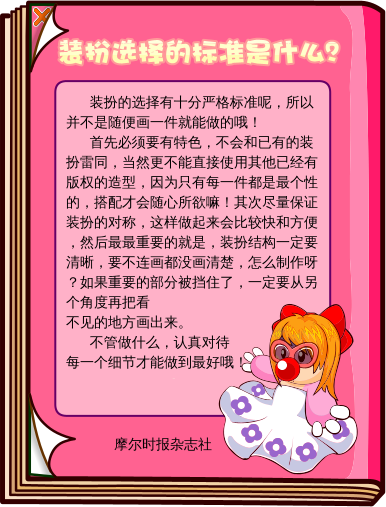 装扮选择的标准是什么?
装扮的选择有十分严格标准呢，所以
并不是随便画一件就能做的哦！
首先必须要有特色，不会和已有的装
扮雷同，当然更不能直接使用其他已经有
版权的造型，因为只有每一件都是最个性
的，搭配才会随心所欲嘛！其次尽量保证
装扮的对称，这样做起来会比较快和方便
，然后最最重要的就是，装扮结构一定要
清晰，要不连画都没画清楚，怎么制作呀
？如果重要的部分被挡住了，一定要从另
个角度再把看
不见的地方画出来。
不管做什么，认真对待
每一个细节才能做到最好哦！
摩尔时报杂志社